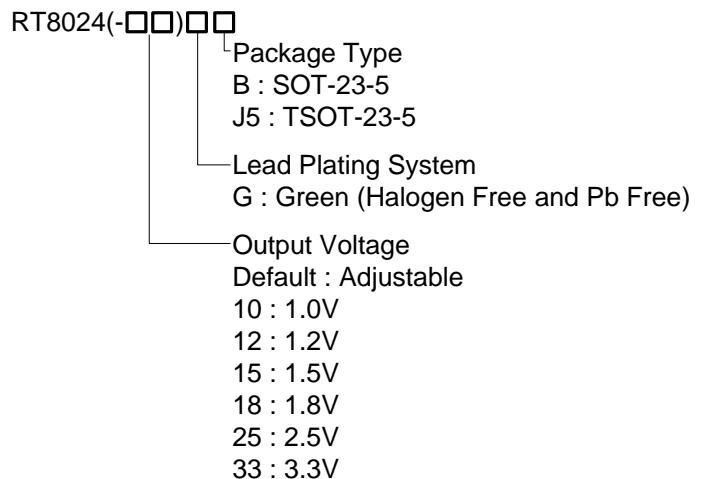 RT8024(-□□)□□
Package Type
B : SOT-23-5
J5 : TSOT-23-5
Lead Plating System
G : Green (Halogen Free and Pb Free)
Output Voltage
Default : Adjustable
10 : 1.0V
12 : 1.2V
15 : 1.5V
18 : 1.8V
25 : 2.5V
33 : 3.3V